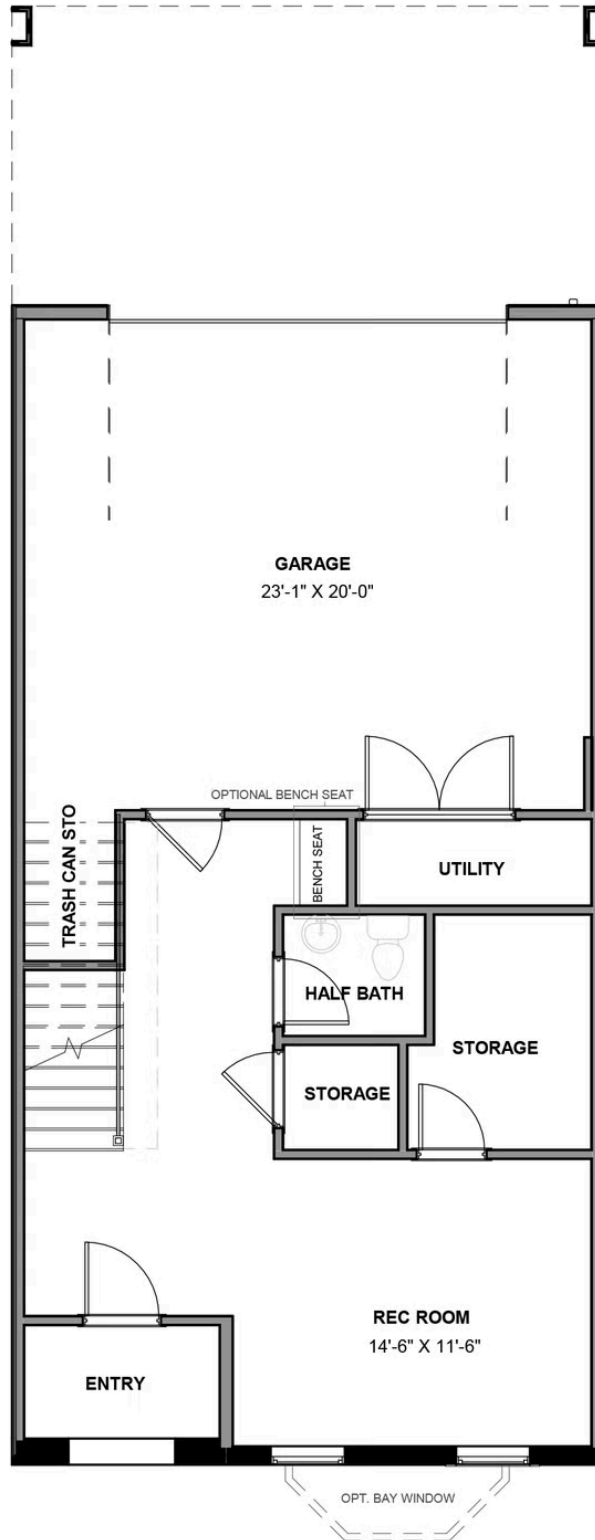 GARAGE
23'-1" X 20'-0"
OPTIONAL BENCH SEAT
TRASH CAN STO
BENCH SEAT
UTILITY
HALF BATH
STORAGE
STORAGE
REC ROOM
14'-6" X 11'-6"
ENTRY
OPT. BAY WINDOW